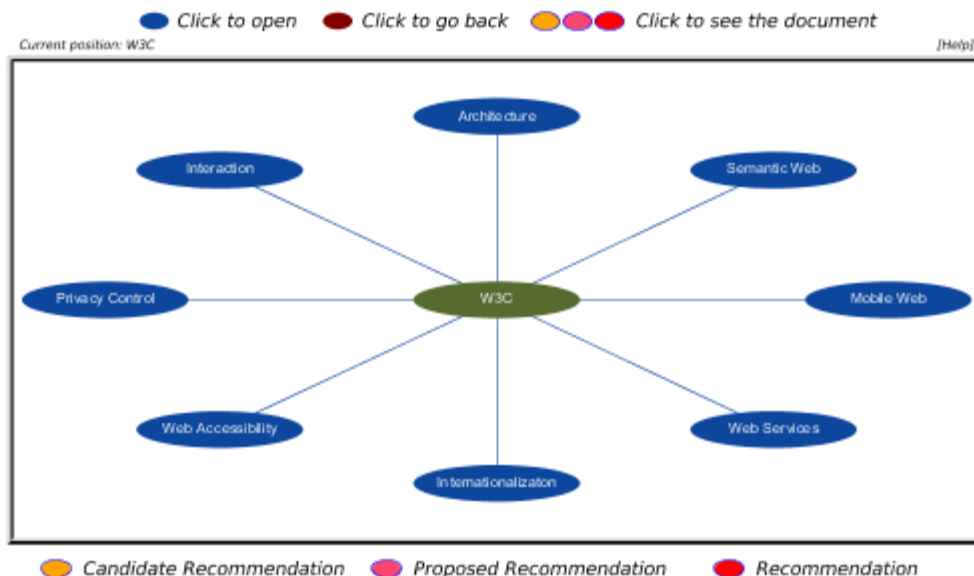 Click to open Click to go back Click to see the document
Current position: W3C [Help]
Architecture
Interaction Semantic Web
Privacy Control W3C Mobile Web
Web Accessibility Web Services
Internationalizaton
Candidate Recommendation Proposed Recommendation Recommendation